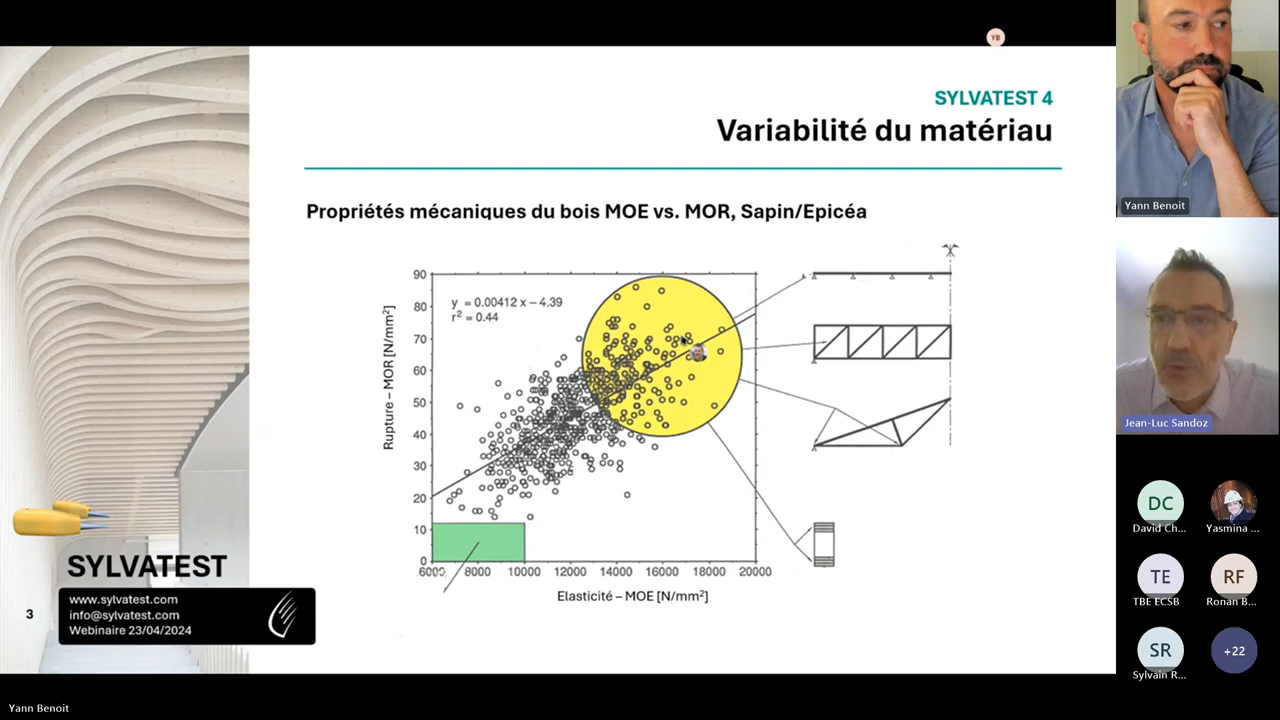 YB
SYLVATEST 4
Variabilité du matériau
Propriétés mécaniques du bois MOE vs. MOR, Sapin/Epicéa
y = 0.00412 x – 4.39
r² = 0.44
Rupture – MOR [N/mm²]
90
80
70
60
50
40
30
20
10
0
6000 8000 10000 12000 14000 16000 18000 20000
Elasticité – MOE [N/mm²]
SYLVATEST
www.sylvatest.com
info@sylvatest.com
Webinaire 23/04/2024
3
Yann Benoit
Jean-Luc Sandoz
DC
David Ch...
Yasmina ...
TE
TBE ECSB
RF
Ronan B...
SR
Sylvain R...
+22
Yann Benoit